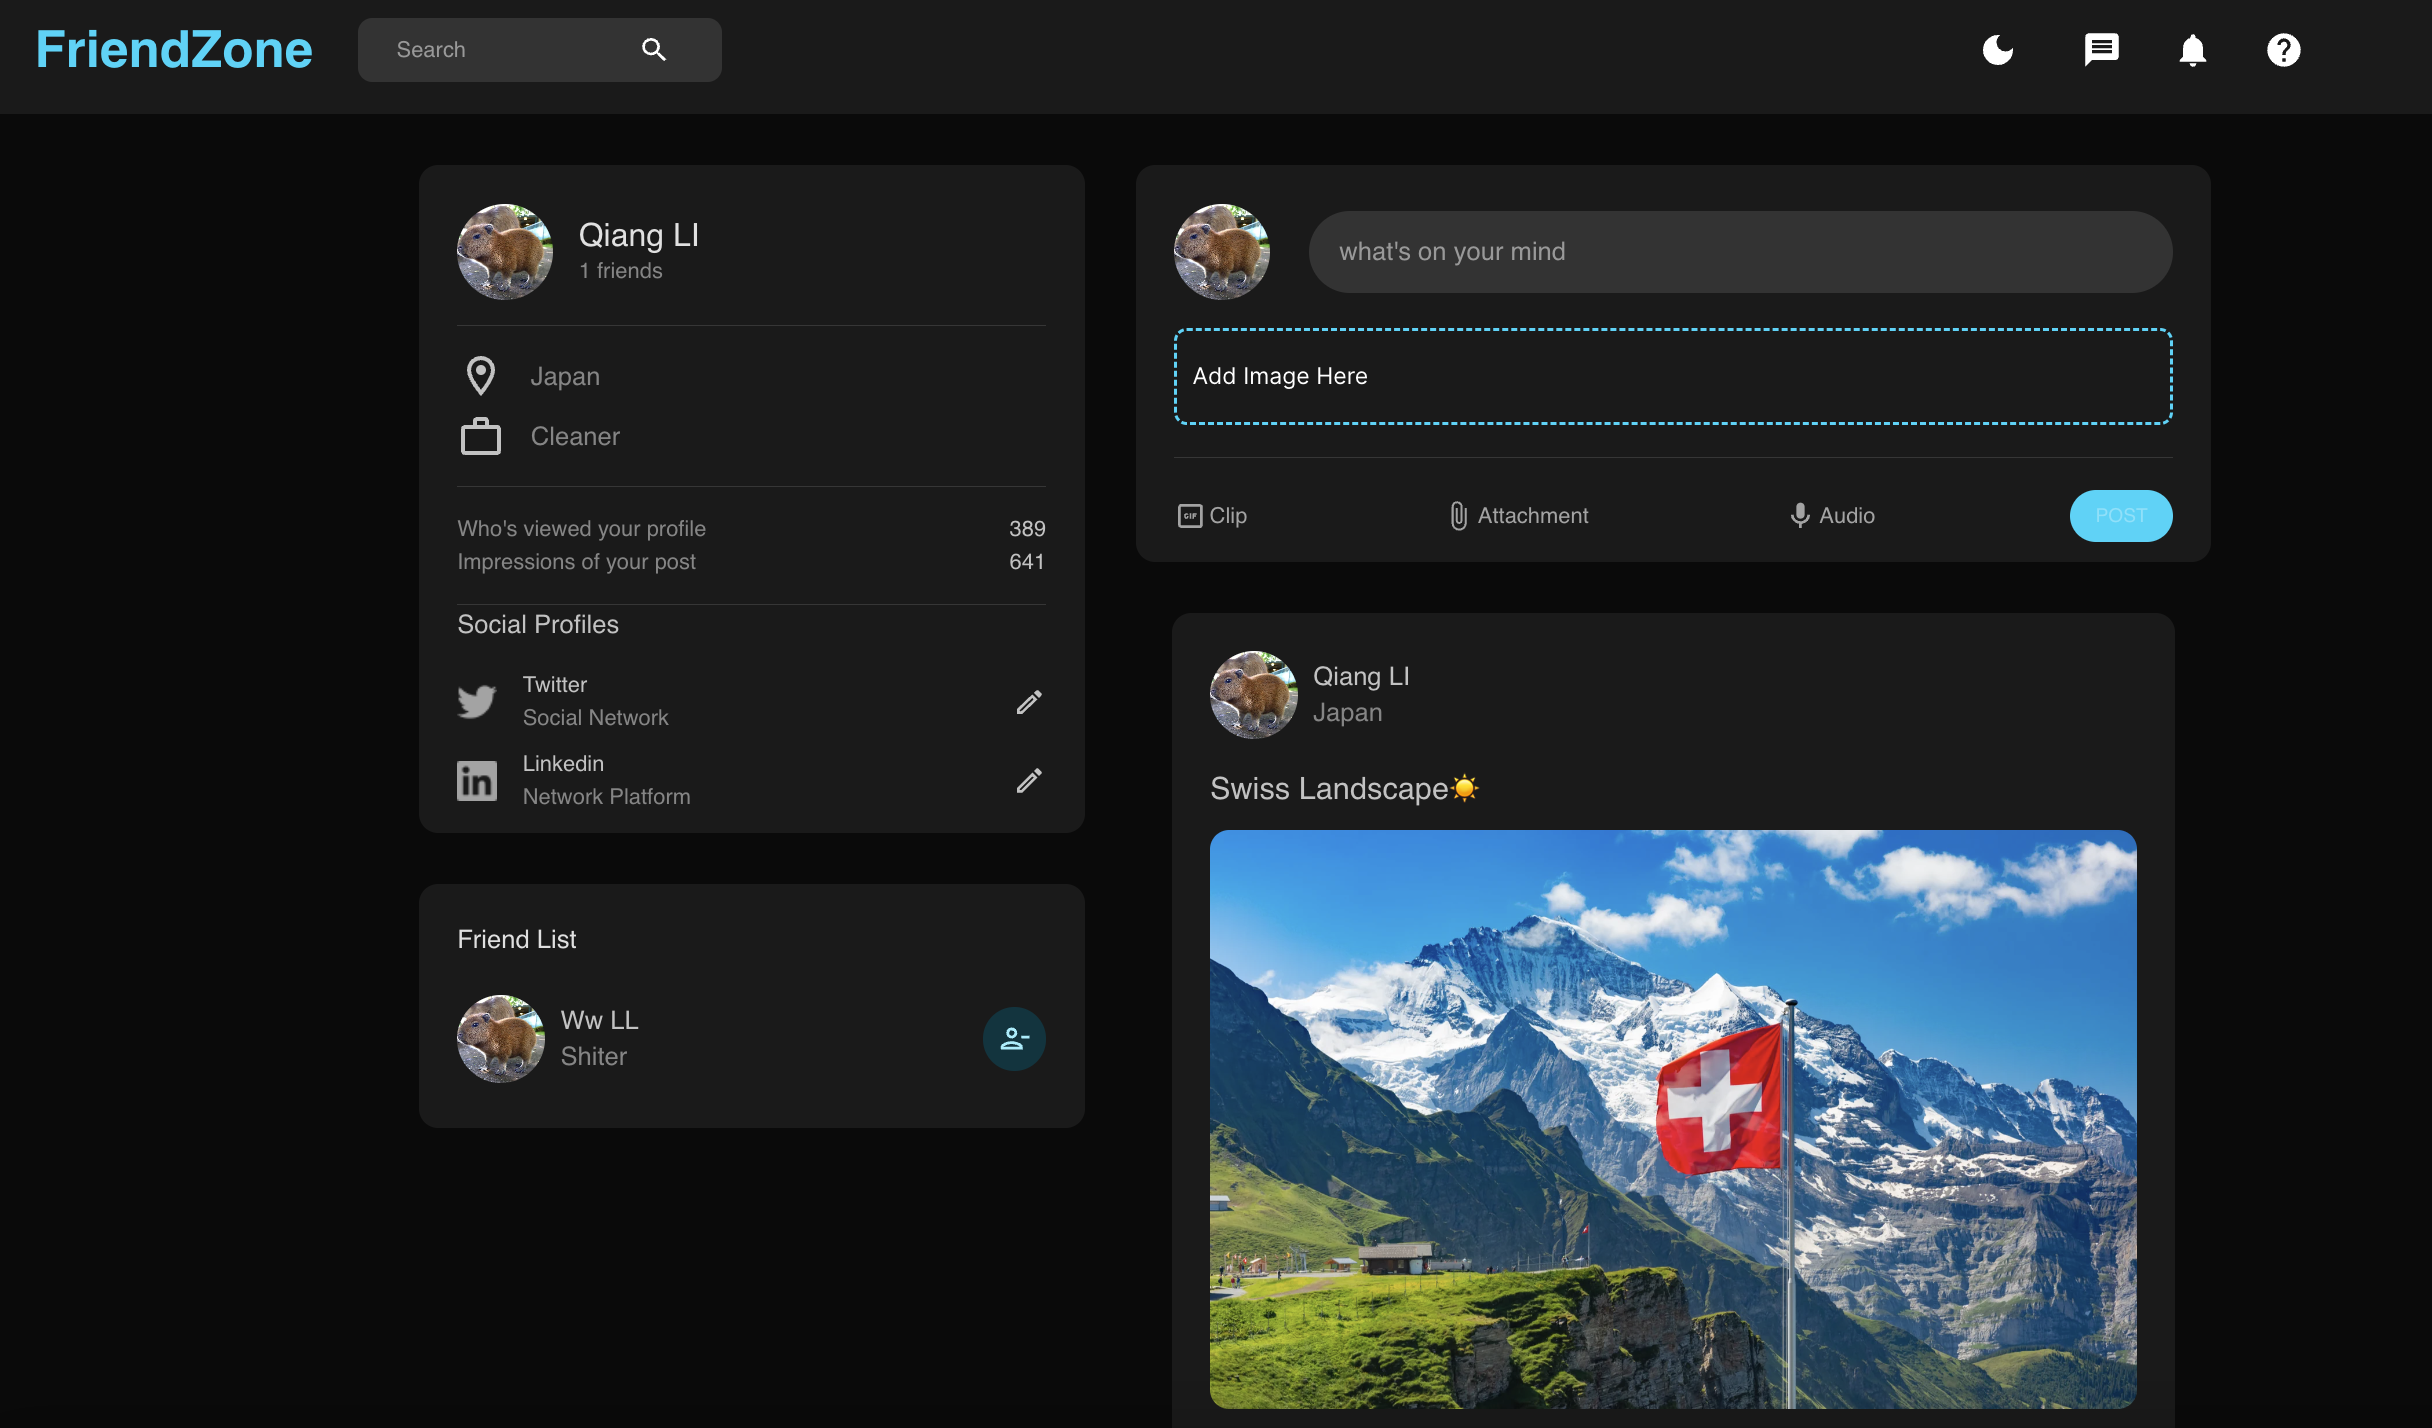 FriendZone
Search
Qiang LI
1 friends
Japan
Cleaner
Who's viewed your profile 389
Impressions of your post 641
Social Profiles
Twitter
Social Network
in
Linkedin
Network Platform
Friend List
Ww LL
Shiter
what's on your mind
Add Image Here
GIF Clip
Attachment
Audio
POST
Qiang LI
Japan
Swiss Landscape☀️